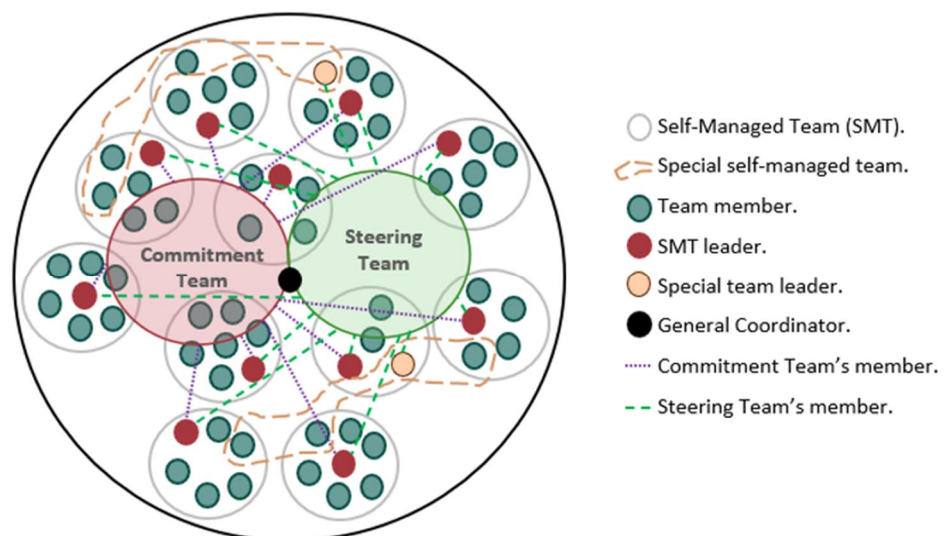 Commitment
Team
Steering
Team
Self-Managed Team (SMT).
Special self-managed team.
Team member.
SMT leader.
Special team leader.
General Coordinator.
Commitment Team's member.
Steering Team's member.